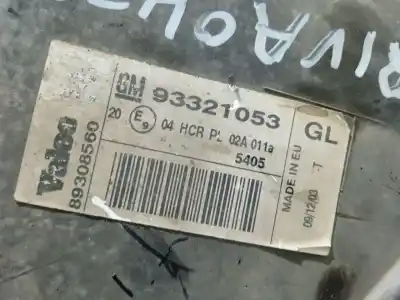 Valeo
89308560
GM 93321053
20 E9 04 HCR PL 02A 011a
5405
GL
MADE IN EU
T
09/12/03